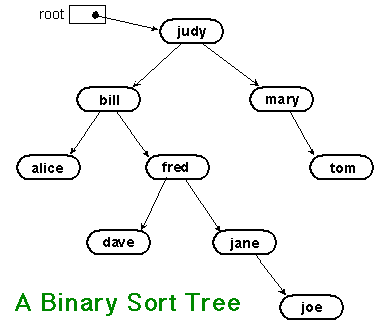 root
judy
bill
mary
alice
fred
tom
dave
jane
A Binary Sort Tree
joe